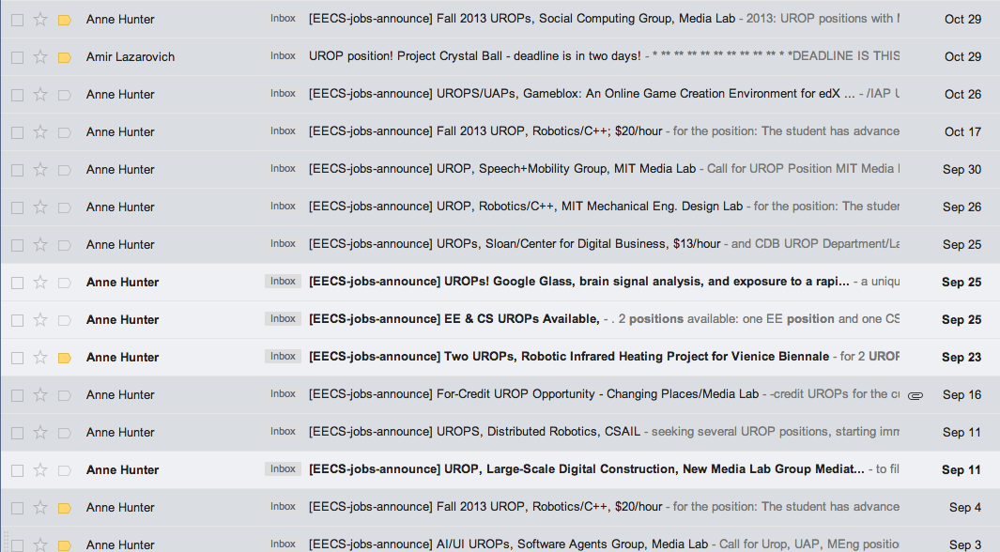 Anne Hunter Inbox [EECS-jobs-announce] Fall 2013 UROPs, Social Computing Group, Media Lab - 2013: UROP positions with Oct 29
Amir Lazarovich Inbox UROP position! Project Crystal Ball - deadline is in two days! - * ** ** ** ** ** ** ** ** ** * *DEADLINE IS THIS Oct 29
Anne Hunter Inbox [EECS-jobs-announce] UROPS/UAPs, Gameblox: An Online Game Creation Environment for edX ... - /IAP Oct 26
Anne Hunter Inbox [EECS-jobs-announce] Fall 2013 UROP, Robotics/C++; $20/hour - for the position: The student has advance Oct 17
Anne Hunter Inbox [EECS-jobs-announce] UROP, Speech+Mobility Group, MIT Media Lab - Call for UROP Position MIT Media Sep 30
Anne Hunter Inbox [EECS-jobs-announce] UROP, Robotics/C++, MIT Mechanical Eng. Design Lab - for the position: The studer Sep 26
Anne Hunter Inbox [EECS-jobs-announce] UROPs, Sloan/Center for Digital Business, $13/hour - and CDB UROP Department/La Sep 25
Anne Hunter Inbox [EECS-jobs-announce] UROPs! Google Glass, brain signal analysis, and exposure to a rapi... - a uniqu Sep 25
Anne Hunter Inbox [EECS-jobs-announce] EE & CS UROPs Available, - . 2 positions available: one EE position and one CS Sep 25
Anne Hunter Inbox [EECS-jobs-announce] Two UROPs, Robotic Infrared Heating Project for Vienice Biennale - for 2 UROP Sep 23
Anne Hunter Inbox [EECS-jobs-announce] For-Credit UROP Opportunity - Changing Places/Media Lab - -credit UROPs for the cu Sep 16
Anne Hunter Inbox [EECS-jobs-announce] UROPS, Distributed Robotics, CSAIL - seeking several UROP positions, starting imm Sep 11
Anne Hunter Inbox [EECS-jobs-announce] UROP, Large-Scale Digital Construction, New Media Lab Group Mediat... - to fil Sep 11
Anne Hunter Inbox [EECS-jobs-announce] Fall 2013 UROP, Robotics/C++, $20/hour - for the position: The student has advance Sep 4
Anne Hunter Inbox [EECS-jobs-announce] AI/UI UROPs, Software Agents Group, Media Lab - Call for Urop, UAP, MEng positio Sep 3